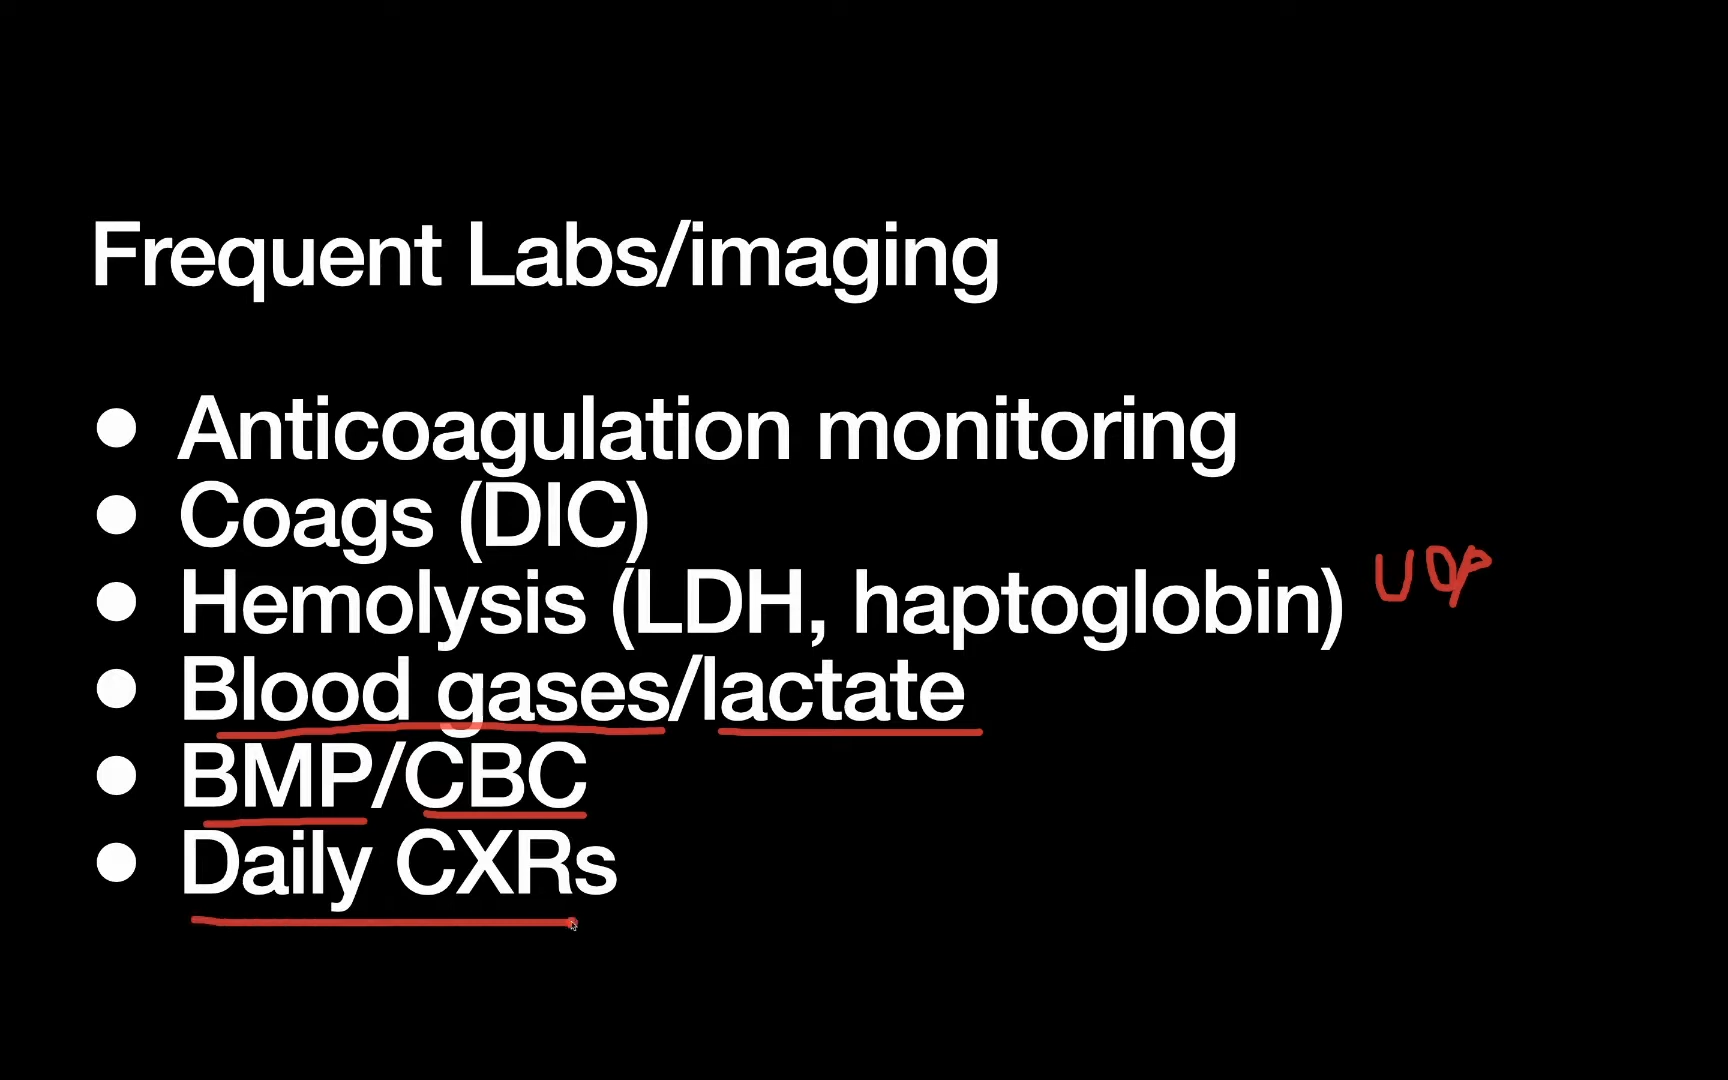 Frequent Labs/imaging
● Anticoagulation monitoring
● Coags (DIC)
● Hemolysis (LDH, haptoglobin)
● Blood gases/lactate
● BMP/CBC
● Daily CXRs